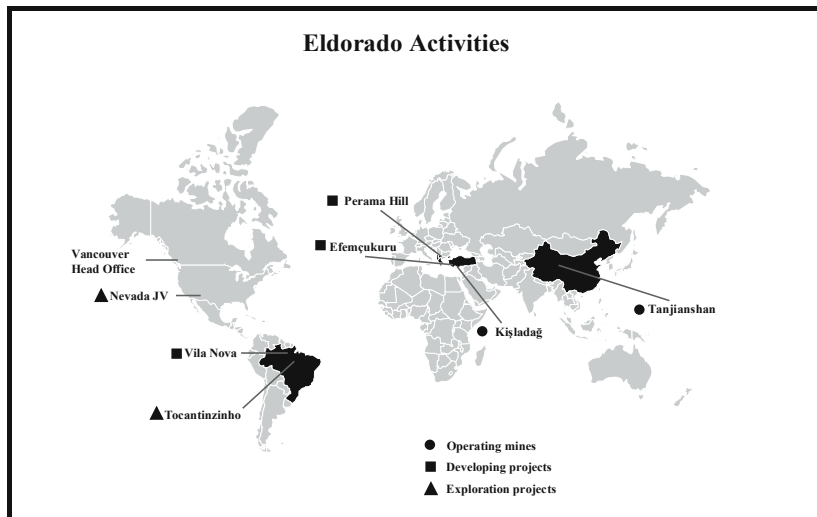 Eldorado Activities
Perama Hill
Efemçukuru
Vancouver
Head Office
Nevada JV
Tanjianshan
Kişladağ
Vila Nova
Tocantinzinho
Operating mines
Developing projects
Exploration projects